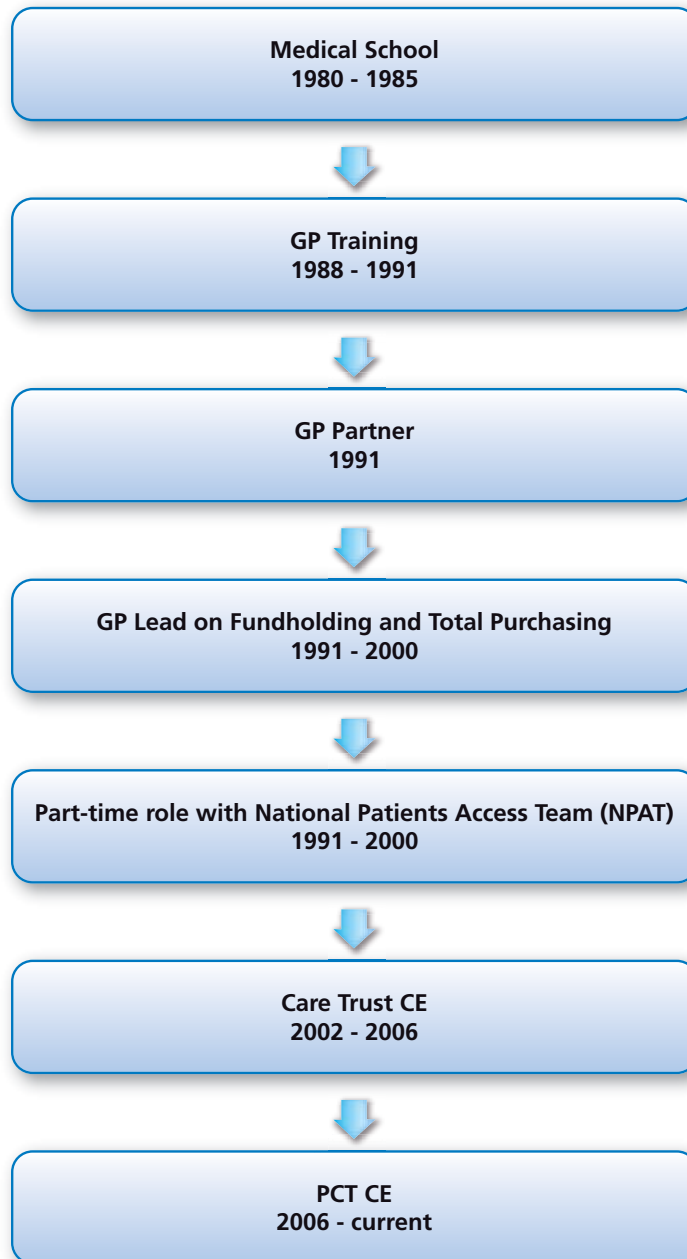 Medical School
1980 - 1985
GP Training
1988 - 1991
GP Partner
1991
GP Lead on Fundholding and Total Purchasing
1991 - 2000
Part-time role with National Patients Access Team (NPAT)
1991 - 2000
Care Trust CE
2002 - 2006
PCT CE
2006 - current